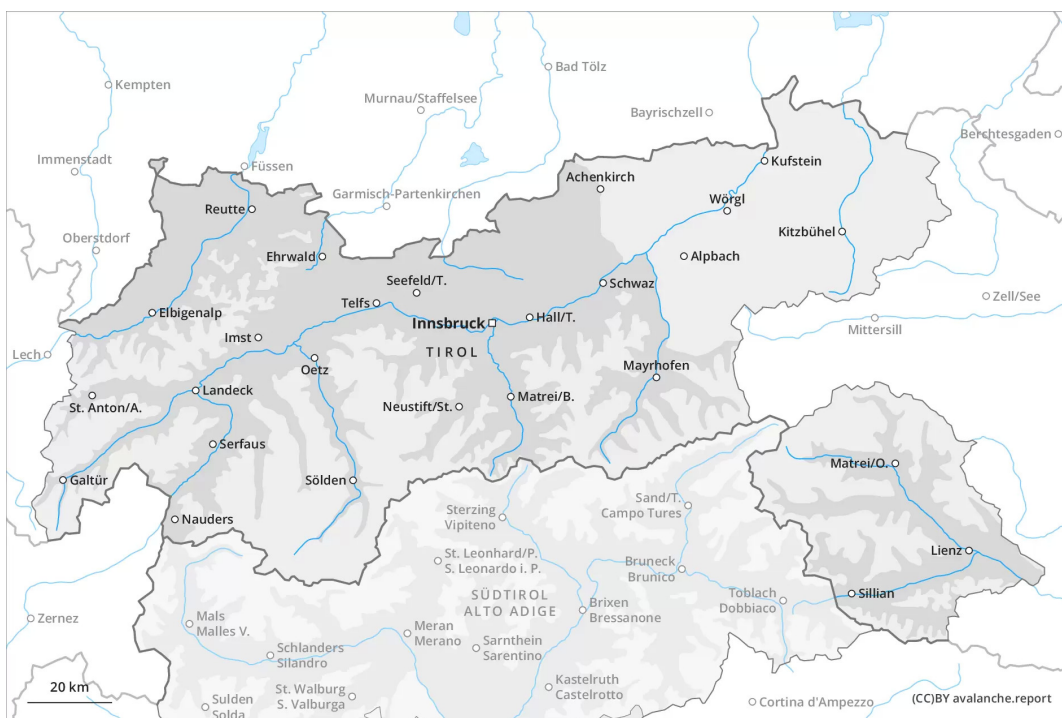 Kempten
Bad Tölz
Murnau/Staffelsee
Bayrischzell
Berchtesgaden
Immenstadt
Füssen
Kufstein
Garmisch-Partenkirchen
Achenkirch
Reutte
Wörgl
Oberstdorf
Kitzbühel
Ehrwald
Alpbach
Seefeld/T.
Schwaz
Zell/See
Telfs
Elbigenalp
Innsbruck
Hall/T.
Mittersill
Imst
TIROL
Lech
Oetz
Mayrhofen
Landeck
St. Anton/A.
Neustift/St.
Matrei/B.
Serfaus
Matrei/O.
Galtür
Sölden
Sand/T.
Campo Tures
Nauders
Sterzing
Vipiteno
Lienz
St. Leonhard/P.
S. Leonardo i. P.
Bruneck
Brunico
SÜDTIROL
ALTO ADIGE
Toblach
Dobbiaco
Sillian
Zernez
Mals
Malles V.
Brixen
Bressanone
Meran
Merano
Sarnthein
Sarentino
Schlanders
Silandro
Kastelruth
Castelrotto
20 km
St. Walburg
S. Valburga
Sulden
Solda
Cortina d'Ampezzo
(CC)BY avalanche.report